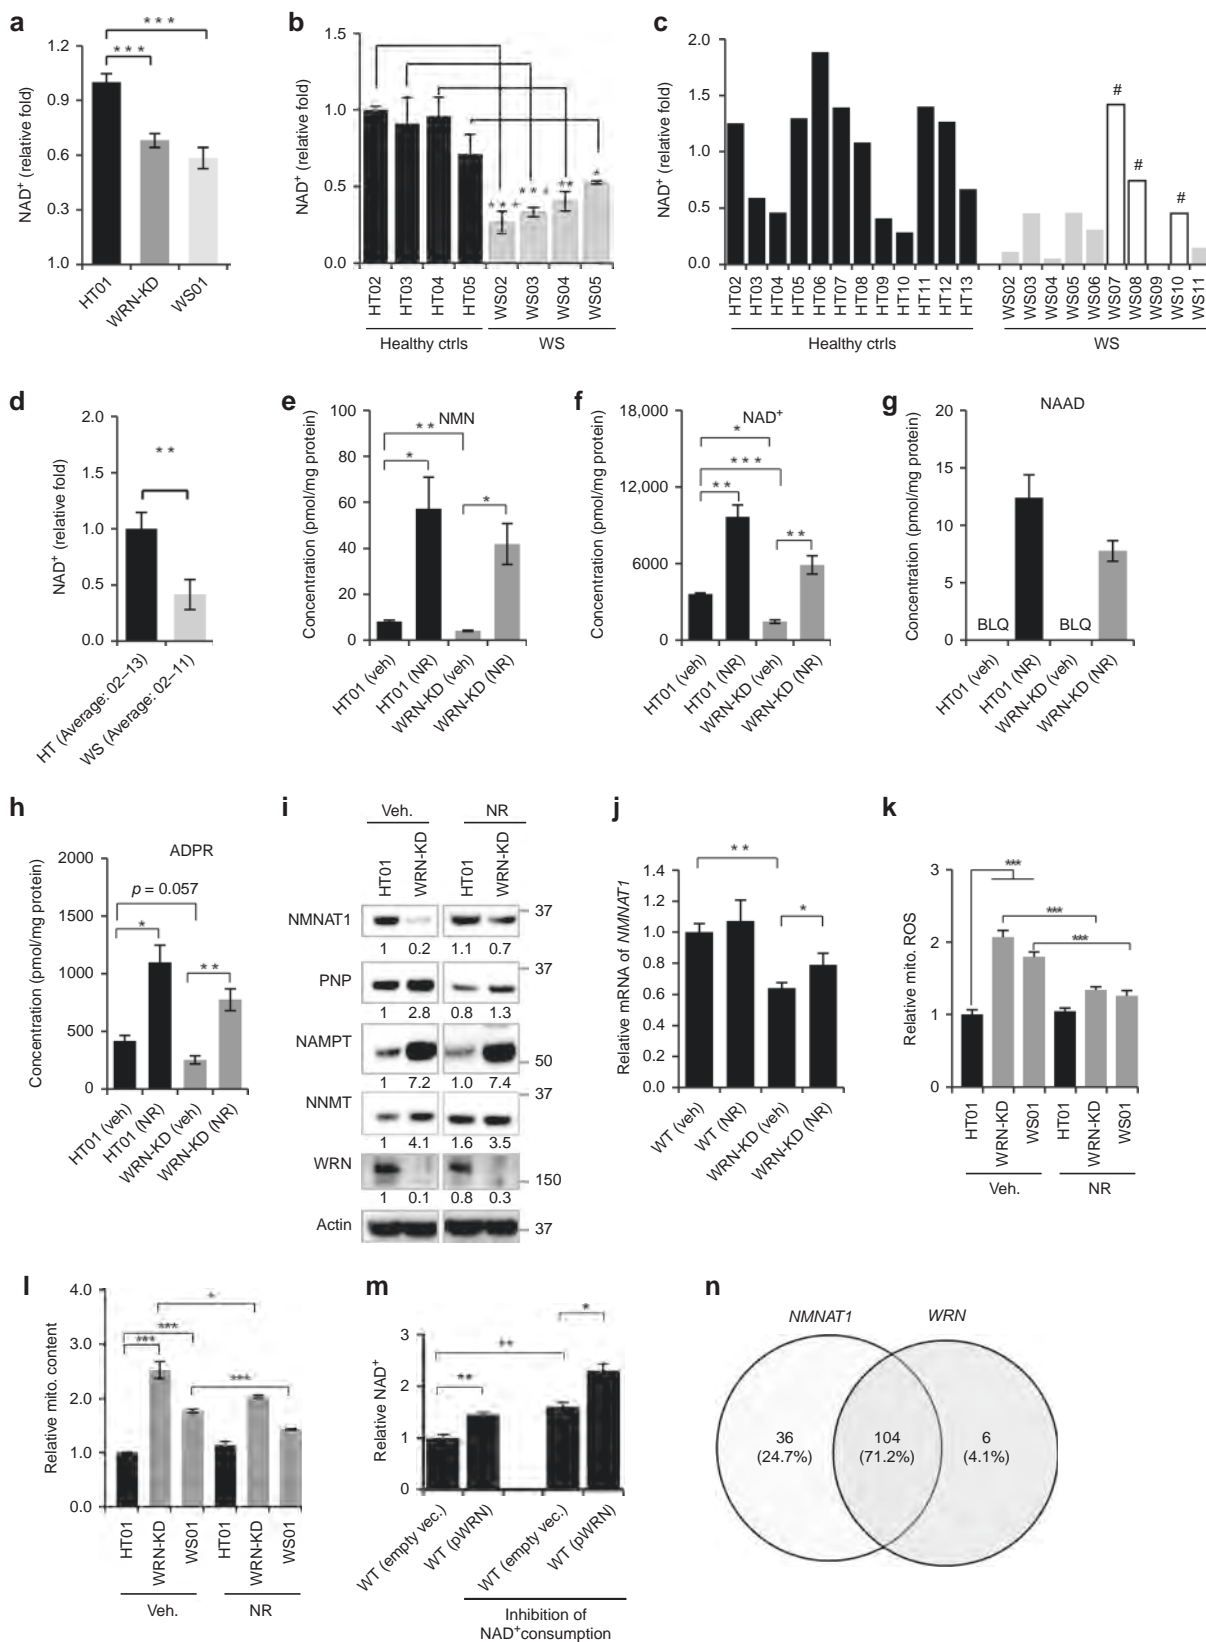 a
* * *
* * *
NAD+ (relative fold)
1.2
0.9
0.6
0.3
1.0
HT01
WRN-KD
WS01
b
NAD+ (relative fold)
1.5
1.0
0.5
0.0
* * *
* * *
**
*
HT02
HT03
HT04
HT05
WS02
WS03
WS04
WS05
Healthy ctrls
WS
c
NAD+ (relative fold)
2.0
1.5
1.0
0.5
0.0
#
#
#
HT02
HT03
HT04
HT05
HT06
HT07
HT08
HT09
HT10
HT11
HT12
HT13
WS02
WS03
WS04
WS05
WS06
WS07
WS08
WS09
WS10
WS11
Healthy ctrls
WS
d
NAD+ (relative fold)
2.0
1.5
1.0
0.5
0.0
* *
HT (Average: 02–13)
WS (Average: 02–11)
e
NMN
Concentration (pmol/mg protein)
100
80
60
40
20
0
* *
*
*
HT01 (veh)
HT01 (NR)
WRN-KD (veh)
WRN-KD (NR)
f
NAD+
Concentration (pmol/mg protein)
18,000
12,000
6000
0
*
* * *
* *
* *
HT01 (veh)
HT01 (NR)
WRN-KD (veh)
WRN-KD (NR)
g
NAAD
Concentration (pmol/mg protein)
20
15
10
5
0
BLQ
BLQ
HT01 (veh)
HT01 (NR)
WRN-KD (veh)
WRN-KD (NR)
h
ADPR
Concentration (pmol/mg protein)
2000
1500
1000
500
0
p = 0.057
*
* *
HT01 (veh)
HT01 (NR)
WRN-KD (veh)
WRN-KD (NR)
i
Veh. NR
HT01 WRN-KD HT01 WRN-KD
NMNAT1 37
1 0.2 1.1 0.7
PNP 37
1 2.8 0.8 1.3
NAMPT 50
1 7.2 1.0 7.4
NNMT 37
1 4.1 1.6 3.5
WRN 150
1 0.1 0.8 0.3
Actin 37
j
Relative mRNA of NMNAT1
1.4
1.2
1.0
0.8
0.6
0.4
0.2
0.0
* *
*
WT (veh)
WT (NR)
WRN-KD (veh)
WRN-KD (NR)
k
Relative mito. ROS
3
2
1
0
***
***
***
HT01
WRN-KD
WS01
HT01
WRN-KD
WS01
Veh.
NR
l
Relative mito. content
4.0
3.0
2.0
1.0
0.0
*
***
***
***
HT01
WRN-KD
WS01
HT01
WRN-KD
WS01
Veh.
NR
m
Relative NAD+
3
2
1
0
**
**
*
WT (empty vec.)
WT (pWRN)
WT (empty vec.)
WT (pWRN)
Inhibition of
NAD+consumption
n
NMNAT1 WRN
36 104 6
(24.7%) (71.2%) (4.1%)